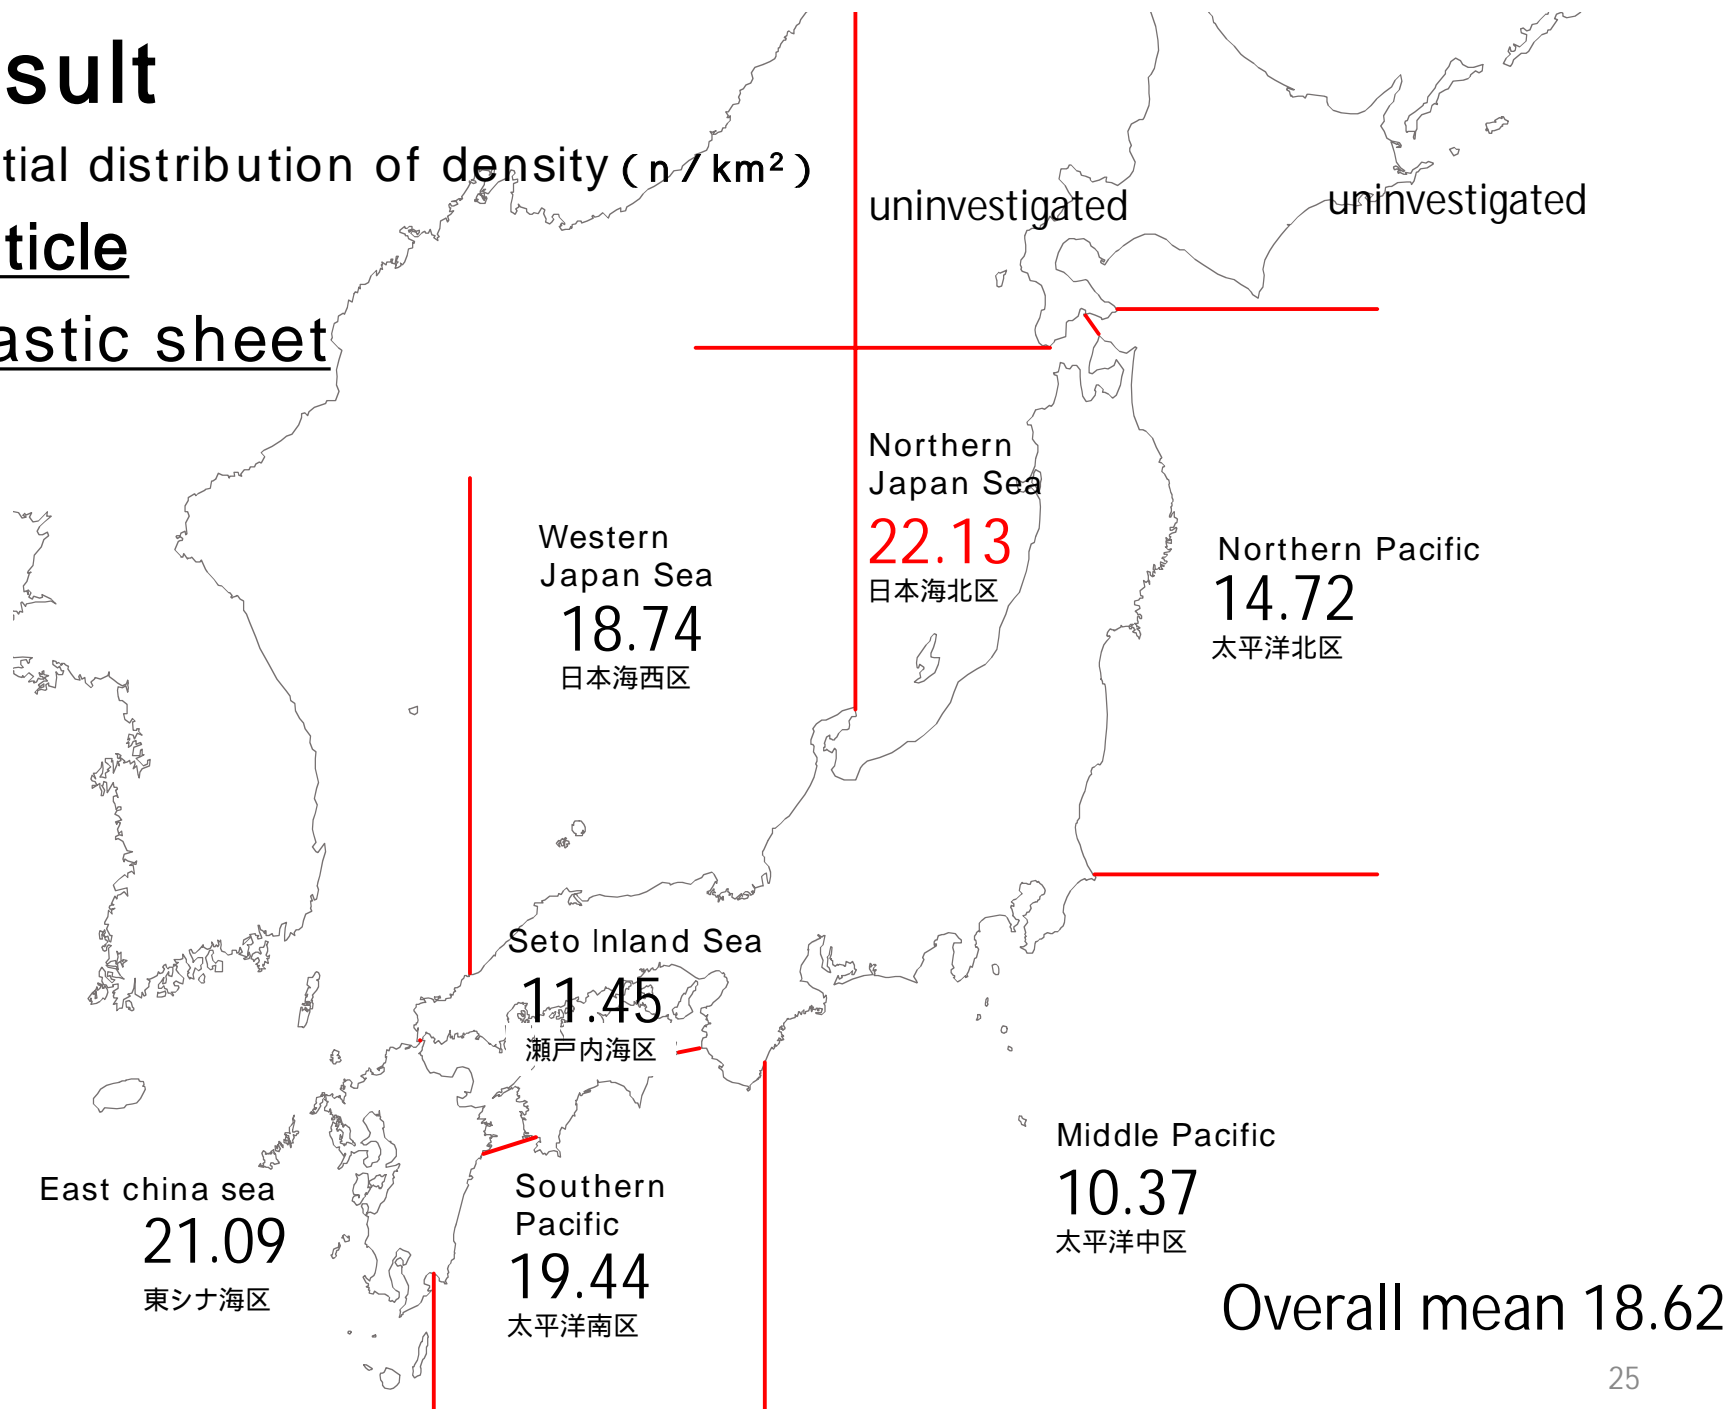 sult
tial distribution of density(n/km²)
ticle
astic sheet
uninvestigated
uninvestigated
Northern
Japan Sea
22.13
日本海北区
Western
Japan Sea
18.74
日本海西区
Northern Pacific
14.72
太平洋北区
Seto Inland Sea
11.45
瀬戸内海区
Middle Pacific
10.37
太平洋中区
East china sea
21.09
東シナ海区
Southern
Pacific
19.44
太平洋南区
Overall mean 18.62
25